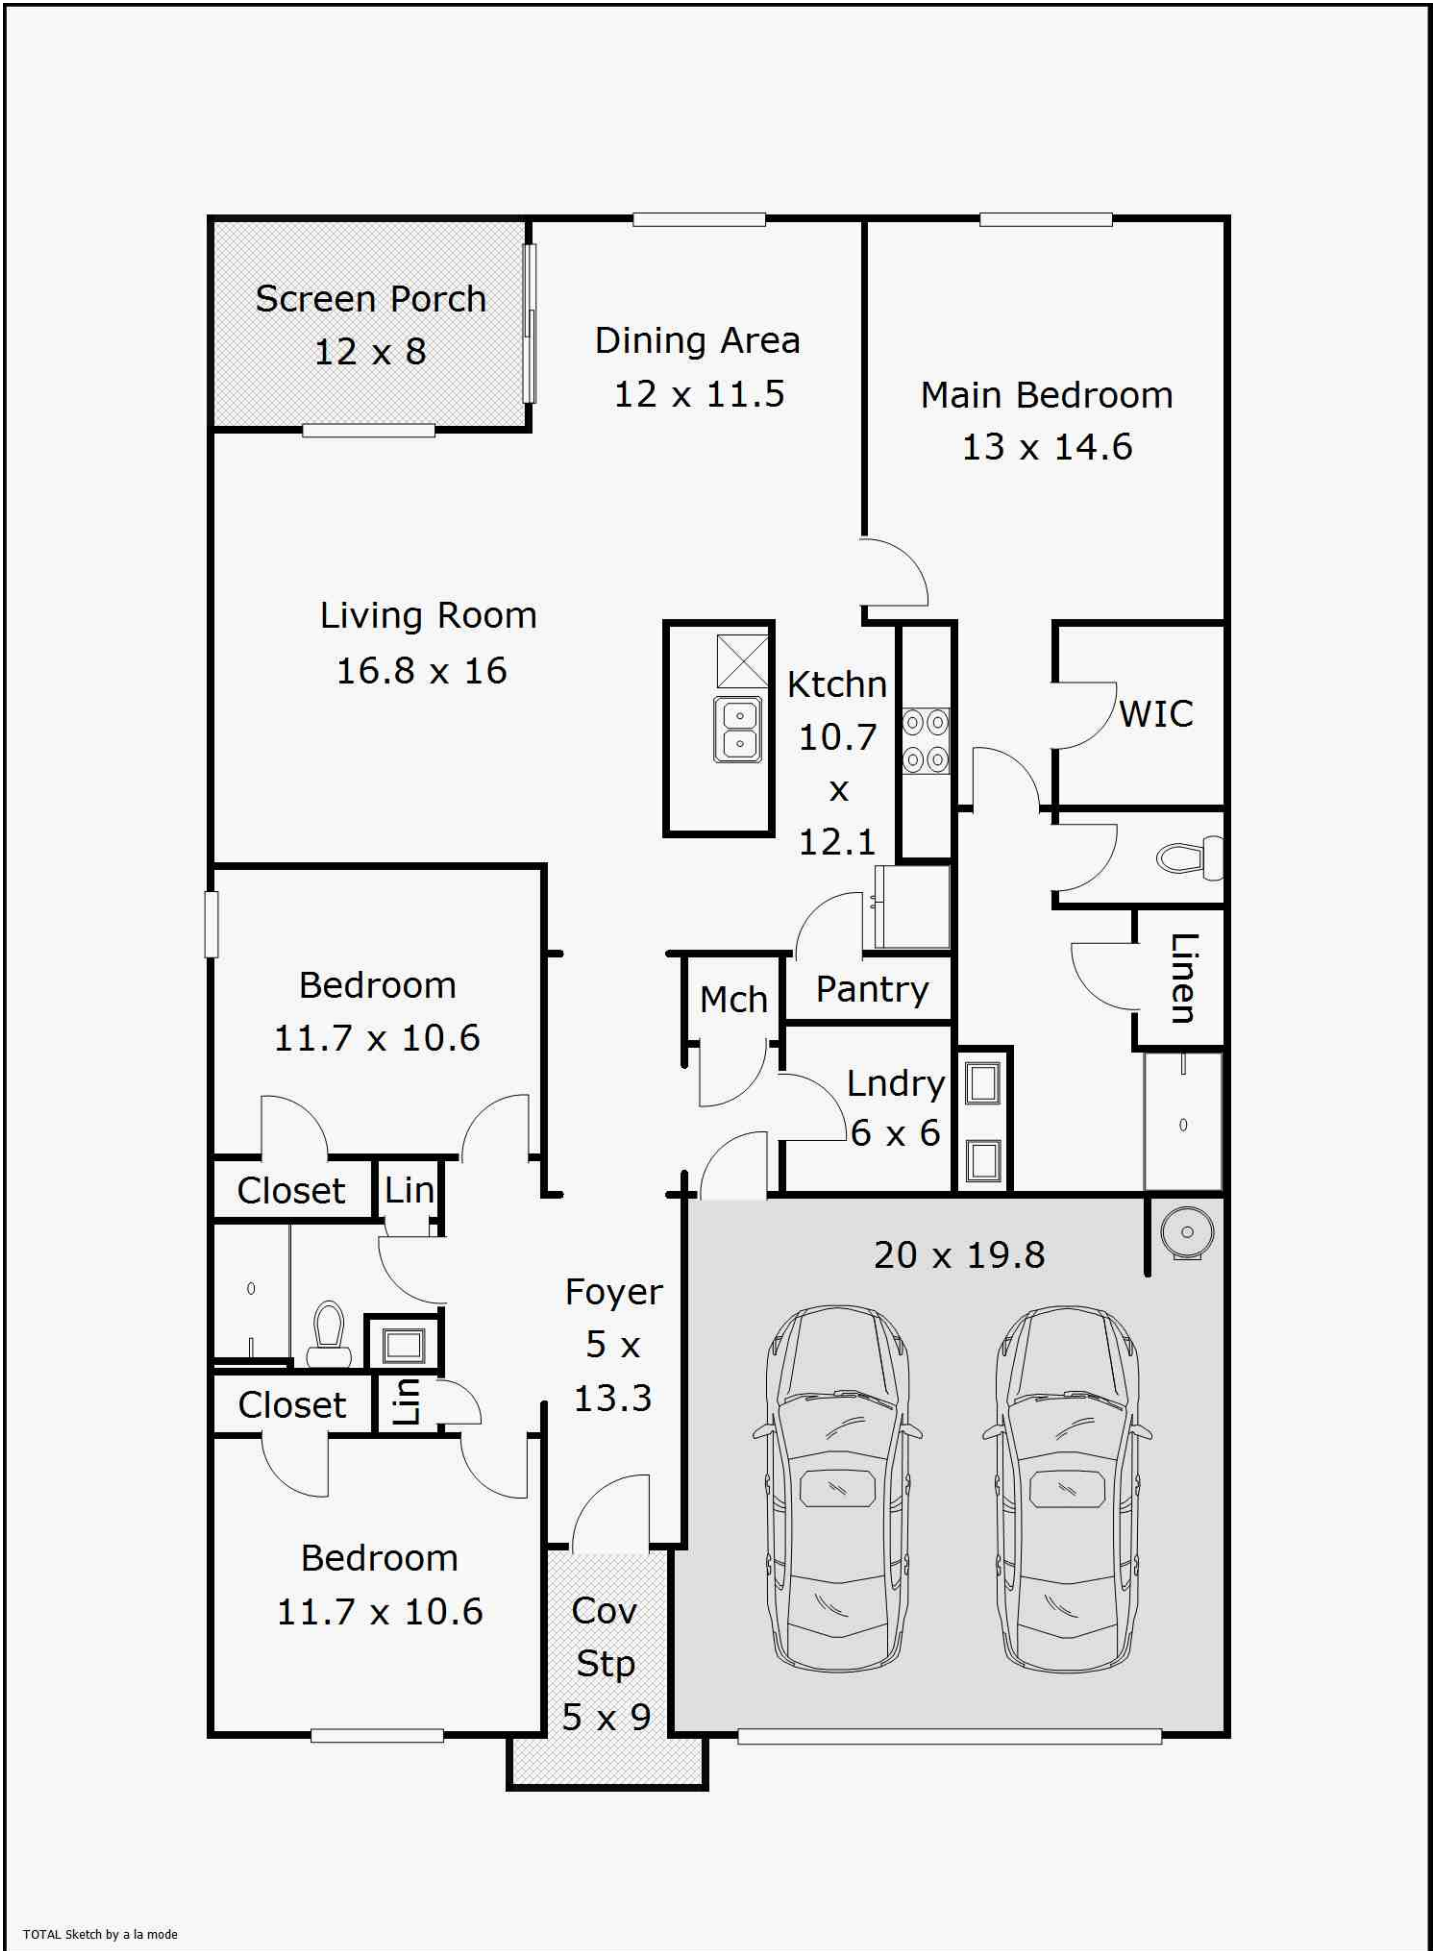 Screen Porch
12 x 8
Dining Area
12 x 11.5
Main Bedroom
13 x 14.6
Living Room
16.8 x 16
Ktchn
10.7
x
12.1
WIC
Linen
Bedroom
11.7 x 10.6
Mch
Pantry
Lndry
6 x 6
Closet
Lin
20 x 19.8
Foyer
5 x
13.3
Closet
Lin
Bedroom
11.7 x 10.6
Cov
Stp
5 x 9
TOTAL Sketch by a la mode